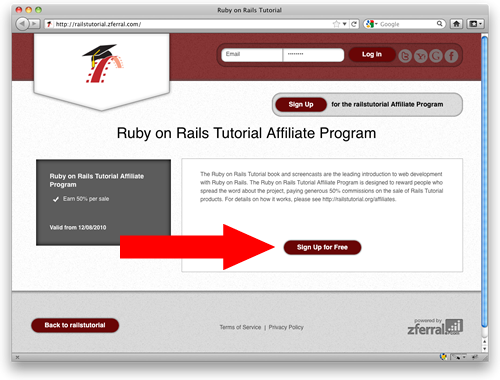 Ruby on Rails Tutorial
http://railstutorial.zferral.com/
Google
Email
••••••••
Log In
Sign Up for the railstutorial Affiliate Program
Ruby on Rails Tutorial Affiliate Program
Ruby on Rails Tutorial Affiliate
Program
Earn 50% per sale
Valid from 12/08/2010
The Ruby on Rails Tutorial book and screencasts are the leading introduction to web development
with Ruby on Rails. The Ruby on Rails Tutorial Affiliate Program is designed to reward people who
spread the word about the project, paying generous 50% commissions on the sale of Rails Tutorial
products. For details on how it works, please see http://railstutorial.org/affiliates.
Sign Up for Free
Back to railstutorial
Terms of Service | Privacy Policy
powered by
zferral